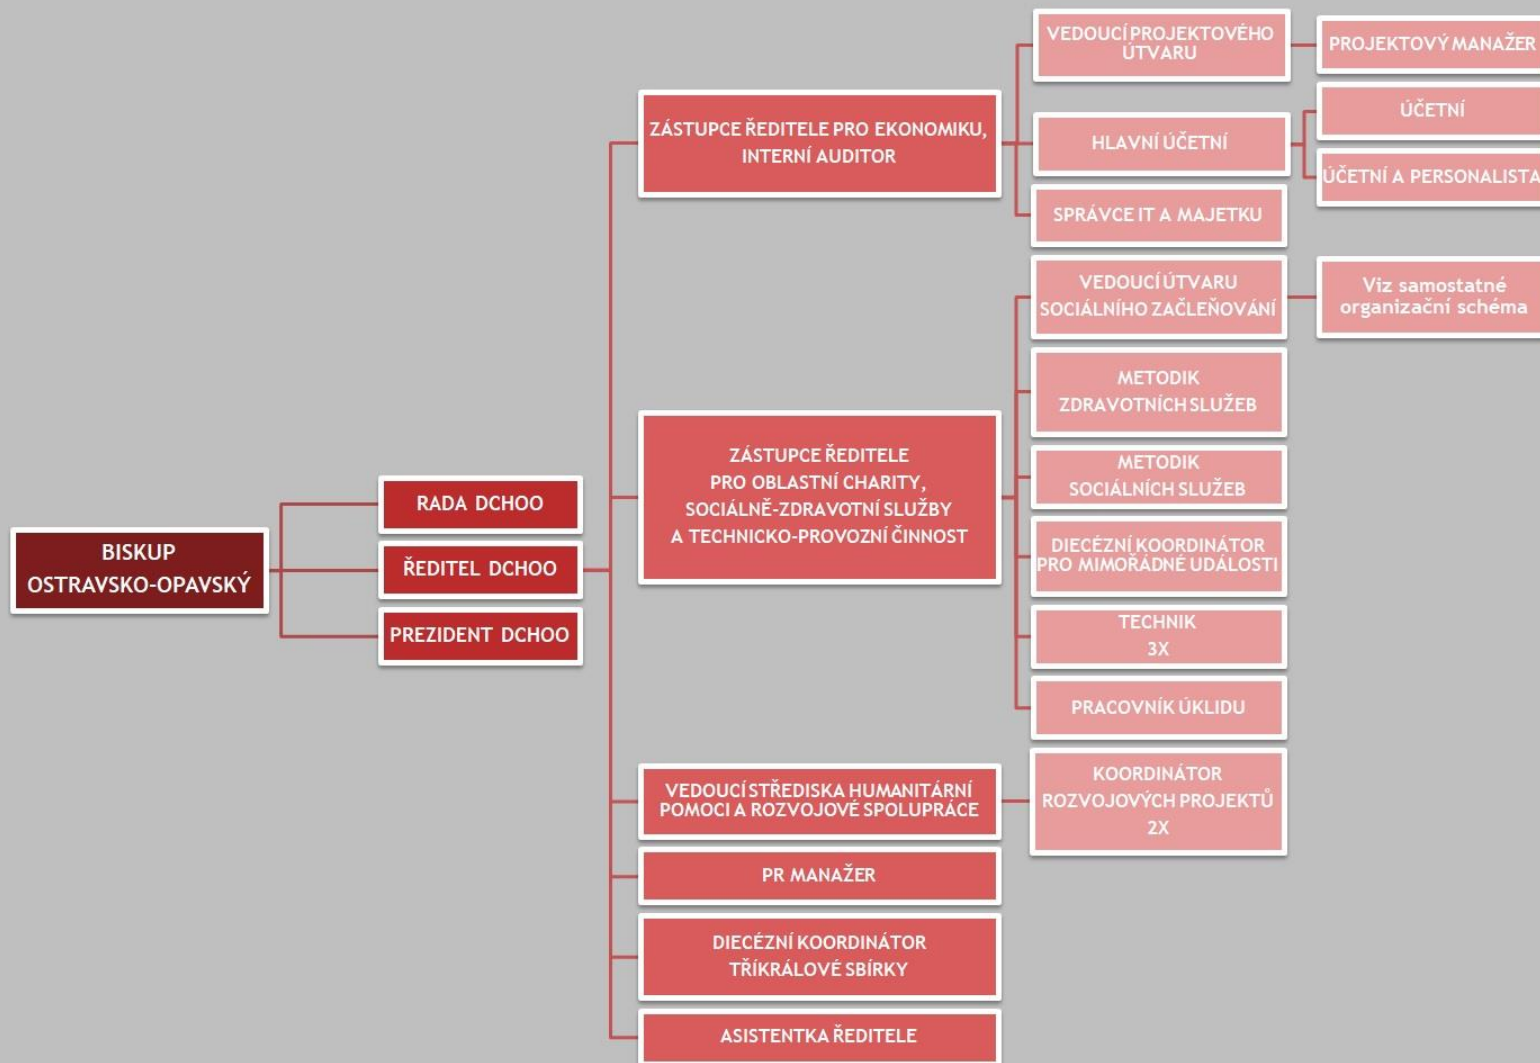 BISKUP
OSTRAVSKO-OPAVSKÝ
RADA DCHOO
ŘEDITEL DCHOO
PREZIDENT DCHOO
ZÁSTUPCE ŘEDITELE PRO EKONOMIKU,
INTERNÍ AUDITOR
VEDOUCÍ PROJEKTOVÉHO
ÚTVARU
PROJEKTOVÝ MANAŽER
HLAVNÍ ÚČETNÍ
ÚČETNÍ
ÚČETNÍ A PERSONALISTA
SPRÁVCE IT A MAJETKU
ZÁSTUPCE ŘEDITELE
PRO OBLASTNÍ CHARITY,
SOCIÁLNĚ-ZDRAVOTNÍ SLUŽBY
A TECHNICKO-PROVOZNÍ ČINNOST
VEDOUCÍ ÚTVARU
SOCIÁLNÍHO ZAČLEŇOVÁNÍ
Viz samostatné
organizační schéma
METODIK
ZDRAVOTNÍCH SLUŽEB
METODIK
SOCIÁLNÍCH SLUŽEB
DIECÉZNÍ KOORDINÁTOR
PRO MIMOŘÁDNÉ UDÁLOSTI
TECHNIK
3X
PRACOVNÍK ÚKLIDU
VEDOUCÍ STŘEDISKA HUMANITÁRNÍ
POMOCI A ROZVOJOVÉ SPOLUPRÁCE
KOORDINÁTOR
ROZVOJOVÝCH PROJEKTŮ
2X
PR MANAŽER
DIECÉZNÍ KOORDINÁTOR
TŘÍKRÁLOVÉ SBÍRKY
ASISTENTKA ŘEDITELE